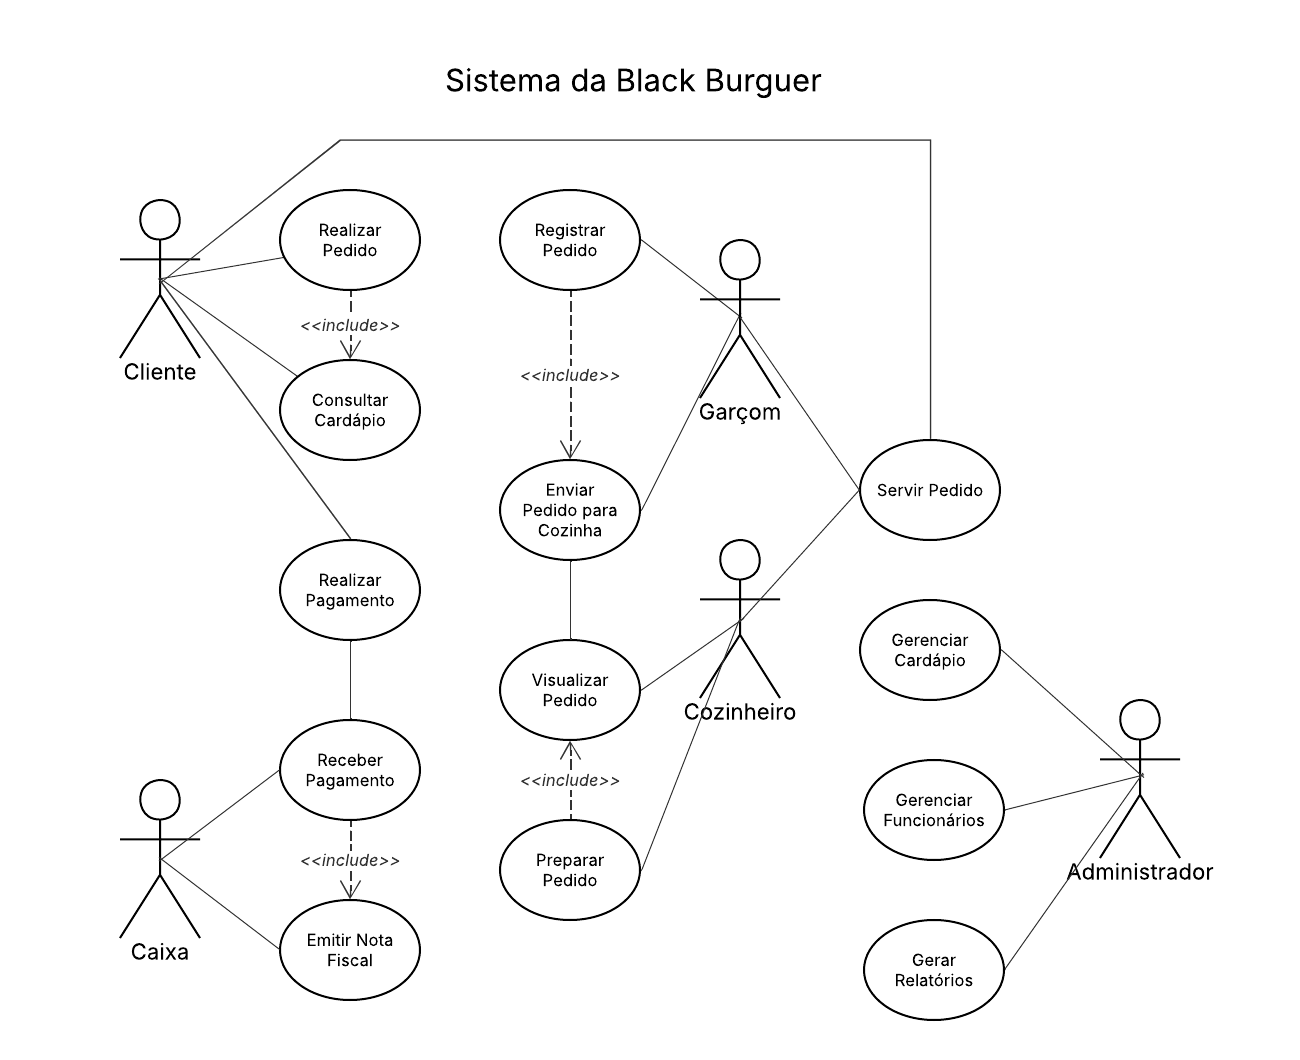 Sistema da Black Burguer
Cliente
Realizar
Pedido
<<include>>
Consultar
Cardápio
Realizar
Pagamento
Receber
Pagamento
<<include>>
Emitir Nota
Fiscal
Caixa
Registrar
Pedido
<<include>>
Enviar
Pedido para
Cozinha
Visualizar
Pedido
<<include>>
Preparar
Pedido
Garçom
Cozinheiro
Servir Pedido
Gerenciar
Cardápio
Gerenciar
Funcionários
Gerar
Relatórios
Administrador